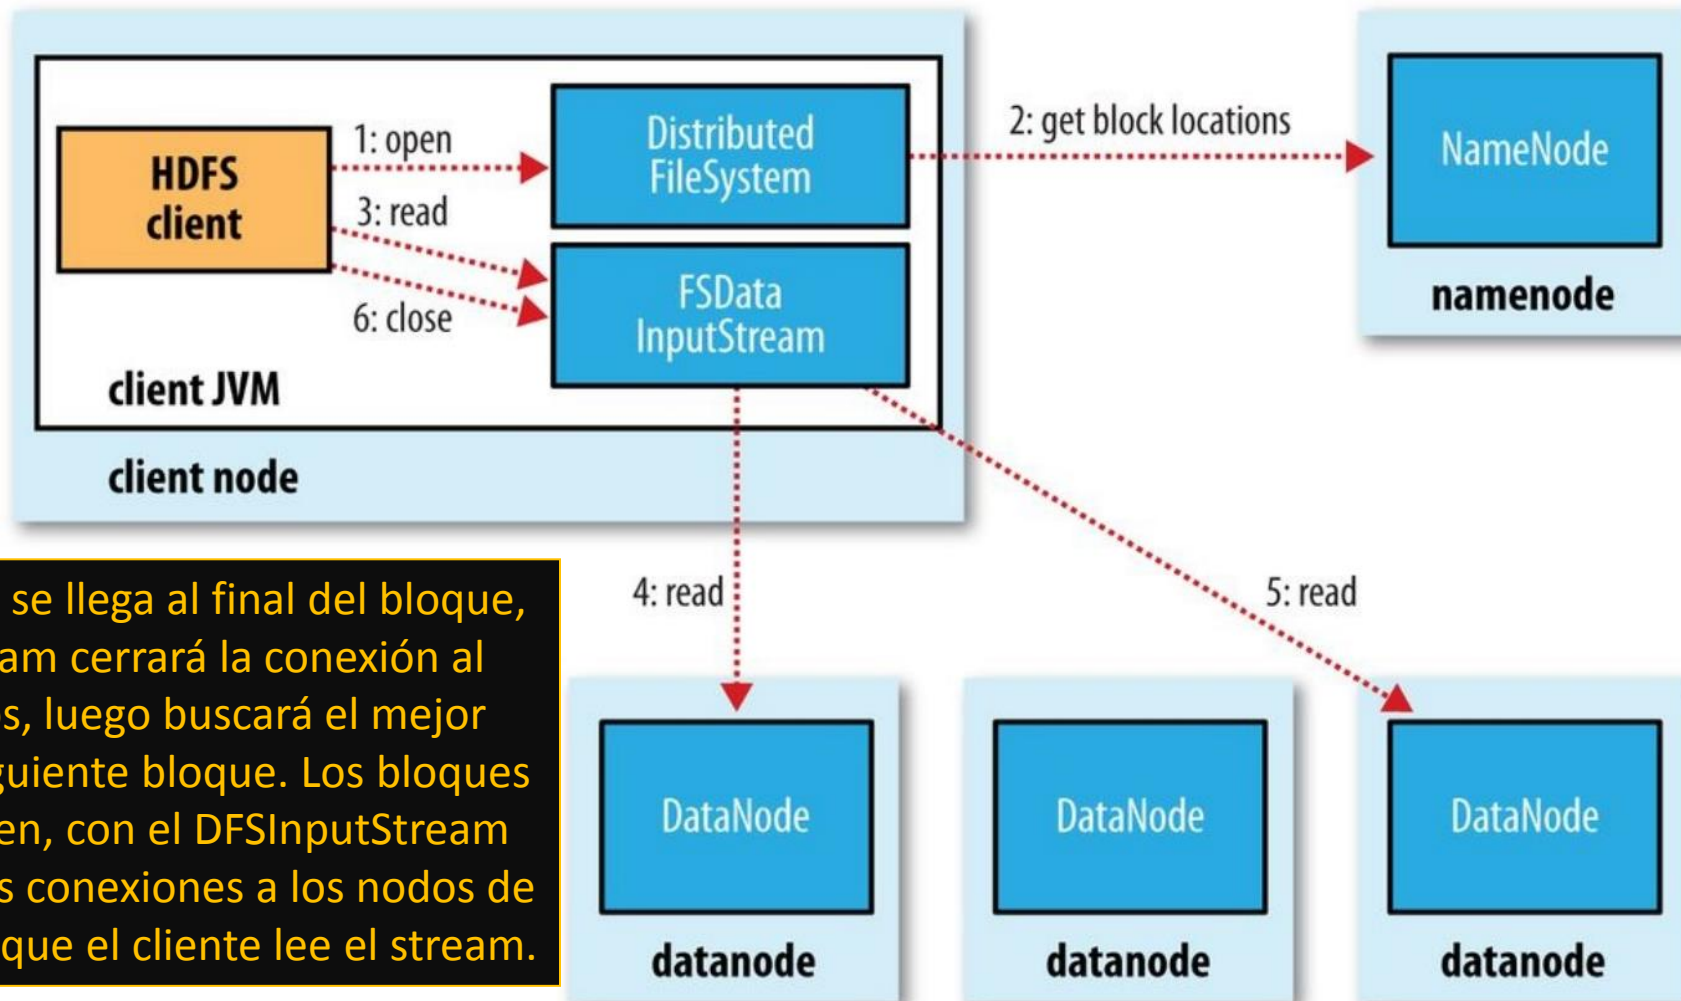 HDFS
client
1: open
3: read
6: close
Distributed
FileSystem
FSData
InputStream
client JVM
client node
2: get block locations
NameNode
namenode
se llega al final del bloque,
cerrará la conexión al
luego buscará el mejor
bloque. Los bloques
con el DFSInputStream
conexiones a los nodos de
que el cliente lee el stream.
4: read
5: read
DataNode
datanode
DataNode
datanode
DataNode
datanode